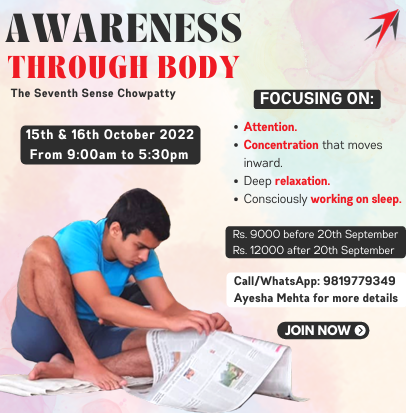 AWARENESS
THROUGH BODY
The Seventh Sense Chowpatty
15th & 16th October 2022
From 9:00am to 5:30pm
FOCUSING ON:
• Attention.
• Concentration that moves
inward.
• Deep relaxation.
• Consciously working on sleep.
Rs. 9000 before 20th September
Rs. 12000 after 20th September
Call/WhatsApp: 9819779349
Ayesha Mehta for more details
JOIN NOW